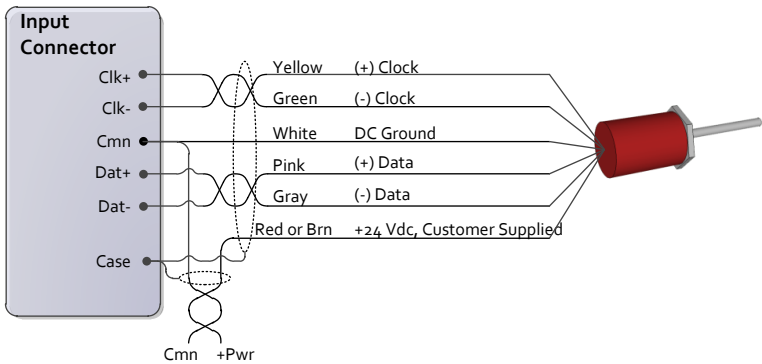 Input
Connector
Clk+
Yellow (+) Clock
Clk-
Green (-) Clock
Cmn
White DC Ground
Dat+
Pink (+) Data
Dat-
Gray (-) Data
Red or Brn +24 Vdc, Customer Supplied
Case
Cmn +Pwr